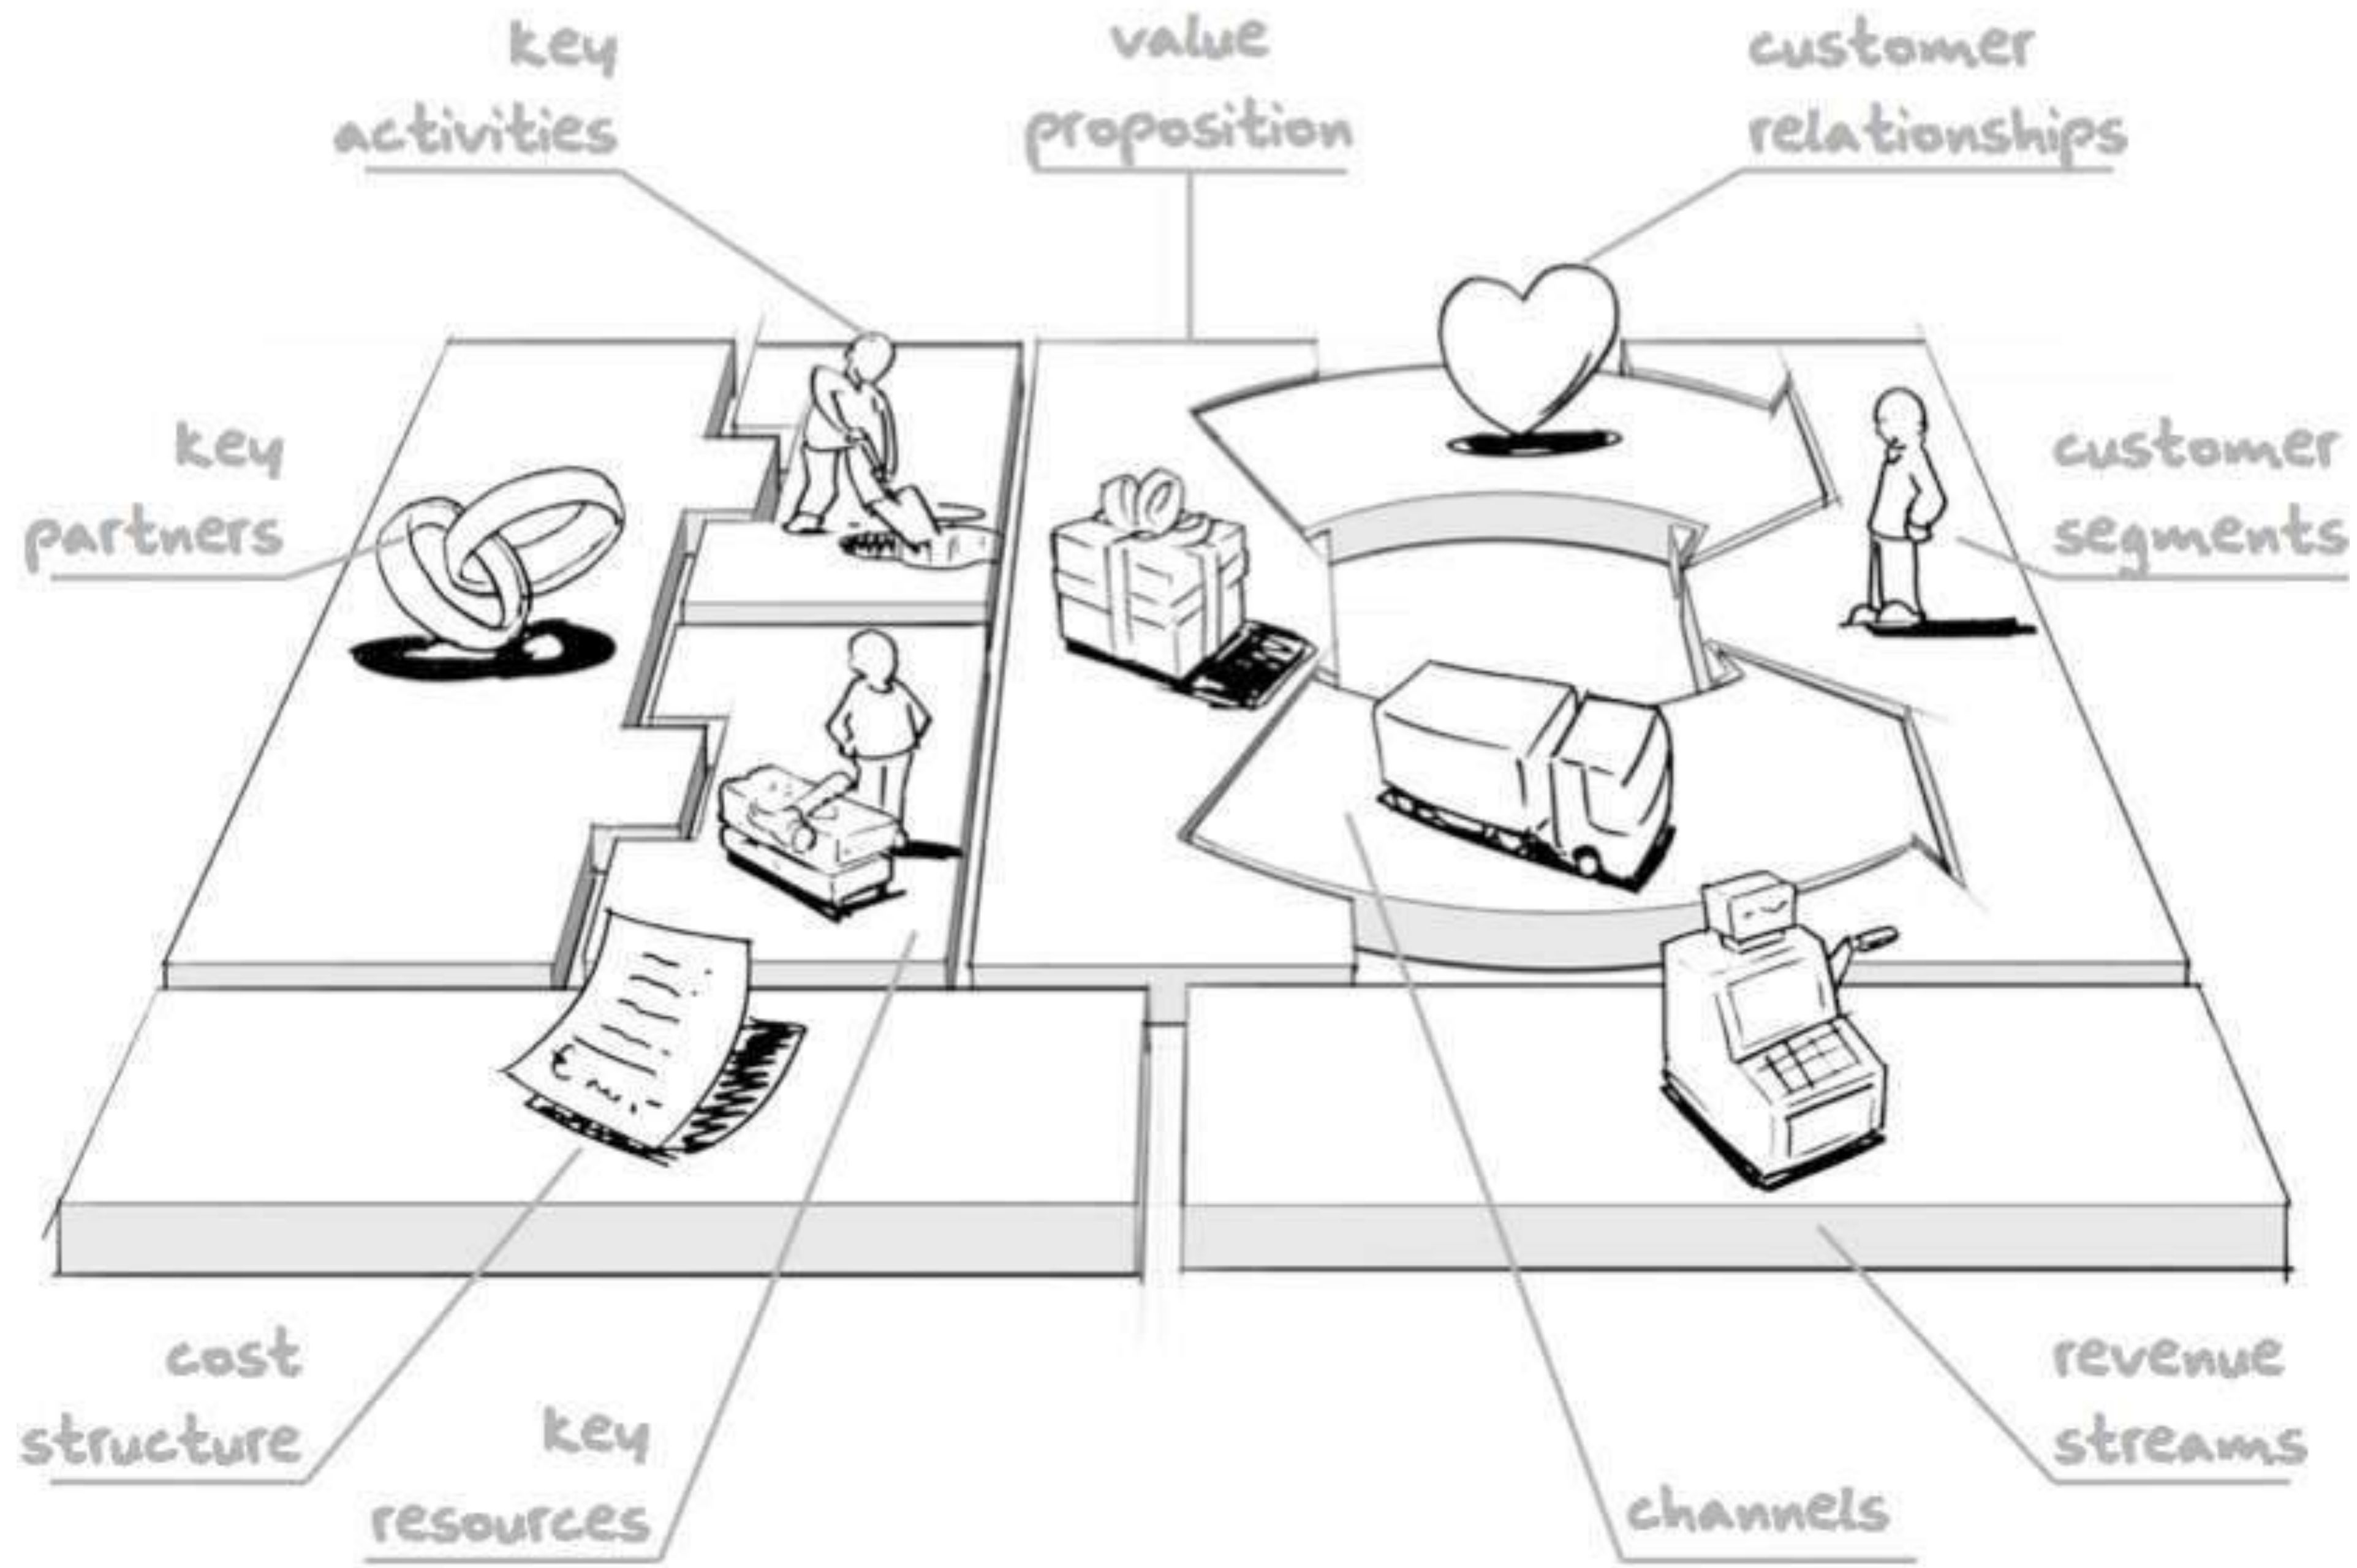 key
activities
value
proposition
customer
relationships
key
partners
customer
segments
cost
structure
key
resources
channels
revenue
streams